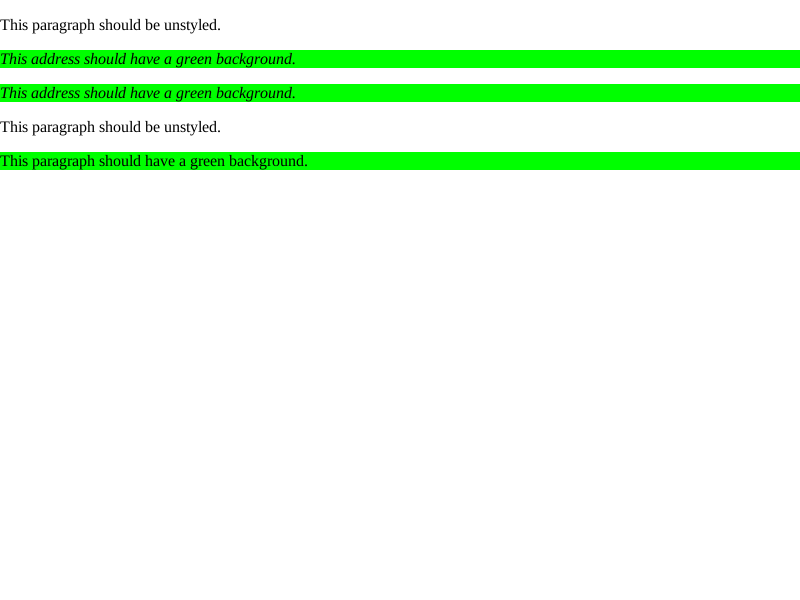 This paragraph should be unstyled.
This address should have a green background.
This address should have a green background.
This paragraph should be unstyled.
This paragraph should have a green background.